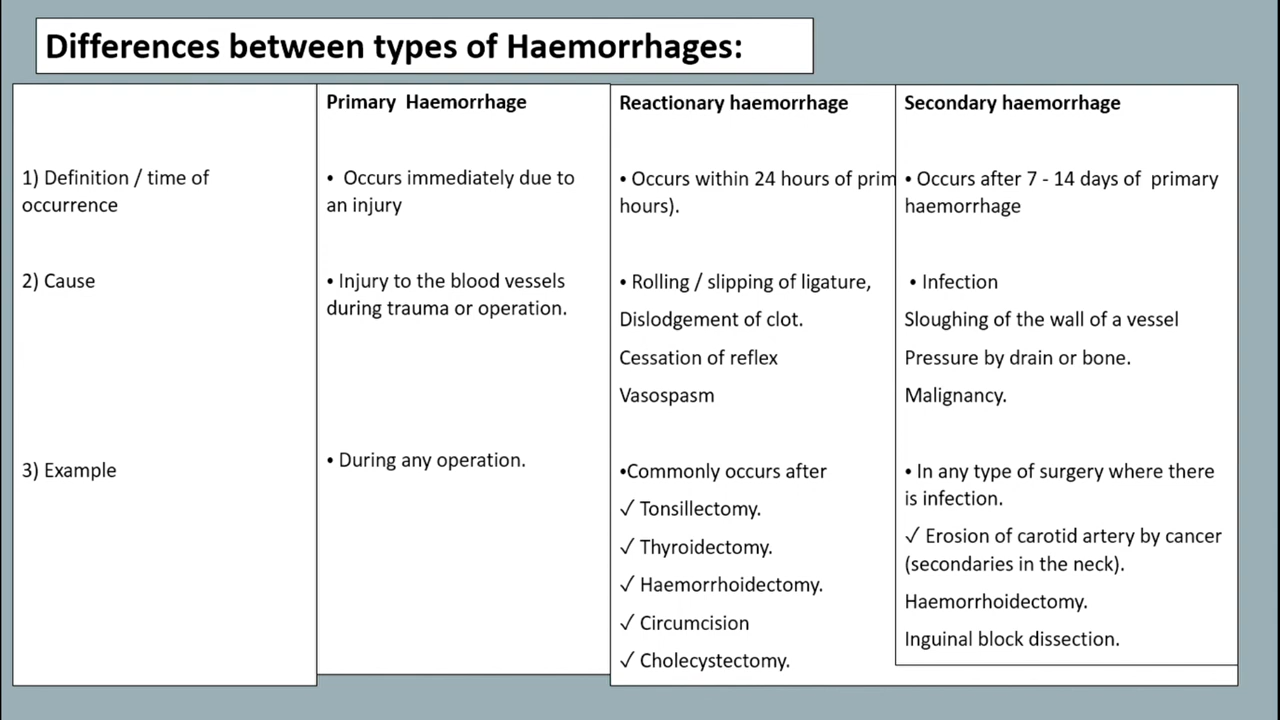 Differences between types of Haemorrhages:
Primary Haemorrhage
Reactionary haemorrhage
Secondary haemorrhage
1) Definition / time of
occurrence
• Occurs immediately due to
an injury
• Occurs within 24 hours of prim
hours).
• Occurs after 7 - 14 days of primary
haemorrhage
2) Cause
• Injury to the blood vessels
during trauma or operation.
• Rolling / slipping of ligature,
Dislodgement of clot.
Cessation of reflex
Vasospasm
• Infection
Sloughing of the wall of a vessel
Pressure by drain or bone.
Malignancy.
3) Example
• During any operation.
•Commonly occurs after
✓ Tonsillectomy.
✓ Thyroidectomy.
✓ Haemorrhoidectomy.
✓ Circumcision
✓ Cholecystectomy.
• In any type of surgery where there
is infection.
✓ Erosion of carotid artery by cancer
(secondaries in the neck).
Haemorrhoidectomy.
Inguinal block dissection.